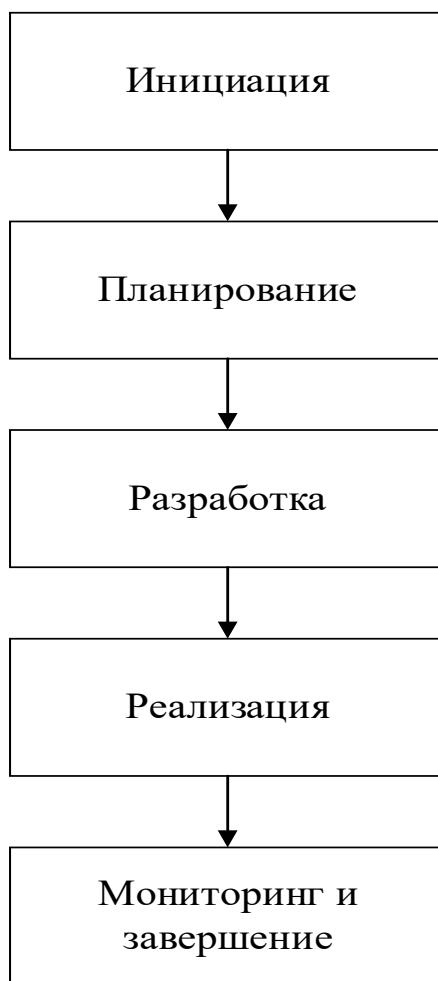 Инициация
Планирование
Разработка
Реализация
Мониторинг и
завершение